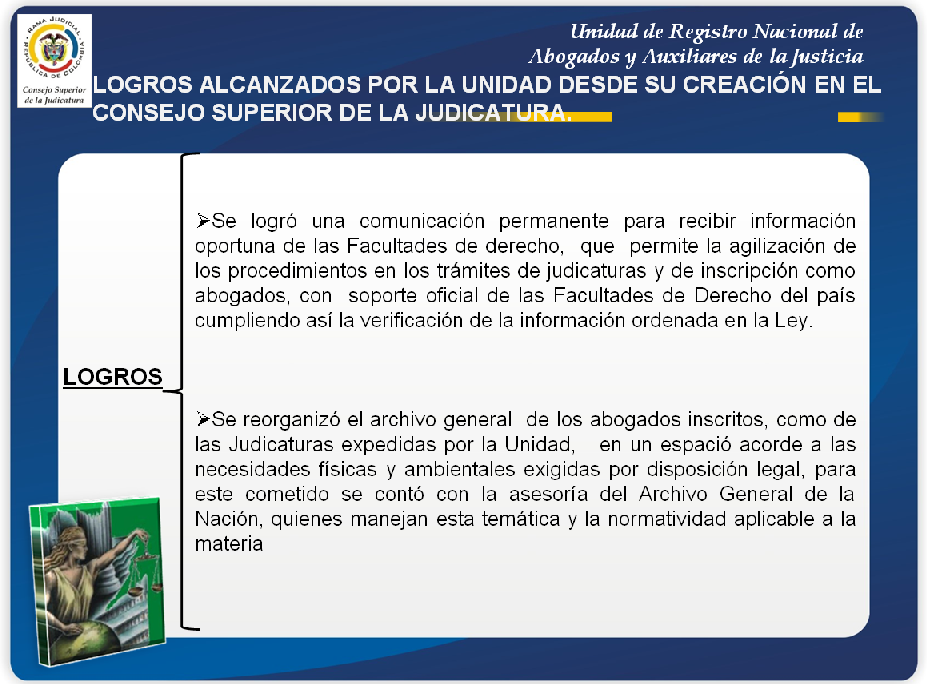 Unidad de Registro Nacional de
Abogados y Auxiliares de la Justicia
RAMA JUDICIAL
REPUBLICA DE COLOMBIA
Consejo Superior
de la Judicatura
LOGROS ALCANZADOS POR LA UNIDAD DESDE SU CREACIÓN EN EL
CONSEJO SUPERIOR DE LA JUDICATURA.
➢Se logró una comunicación permanente para recibir información
oportuna de las Facultades de derecho, que permite la agilización de
los procedimientos en los trámites de judicaturas y de inscripción como
abogados, con soporte oficial de las Facultades de Derecho del país
cumpliendo así la verificación de la información ordenada en la Ley.
LOGROS
➢Se reorganizó el archivo general de los abogados inscritos, como de
las Judicaturas expedidas por la Unidad, en un espació acorde a las
necesidades físicas y ambientales exigidas por disposición legal, para
este cometido se contó con la asesoría del Archivo General de la
Nación, quienes manejan esta temática y la normatividad aplicable a la
materia